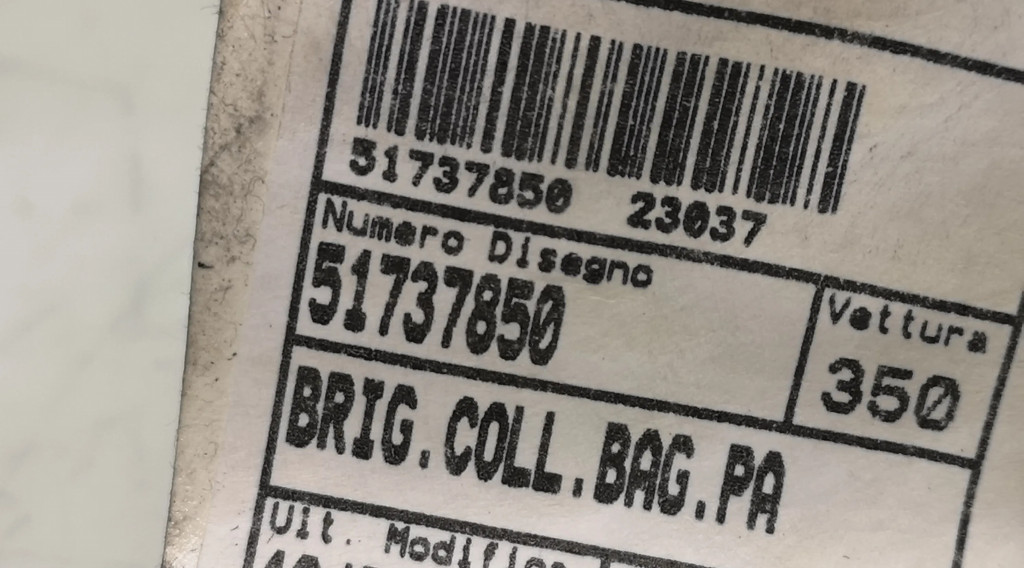 51737850 23037
Numero Disegno
51737850
Vettura
350
BRIG.COLL.BAG.PA
Ult. Modifica